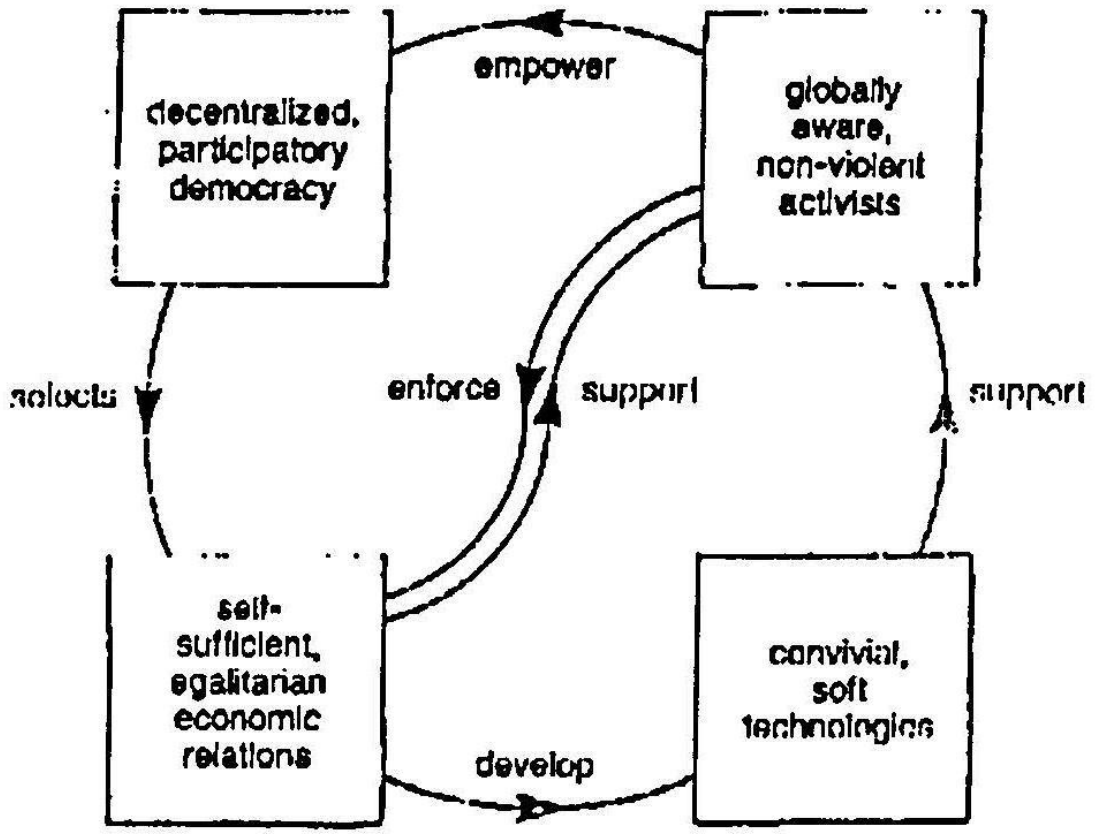 empower
decentralized,
participatory
democracy
globally
aware,
non-violent
activists
selects
enforce
support
support
self-
sufficient,
egalitarian
economic
relations
convivial,
soft
technologies
develop